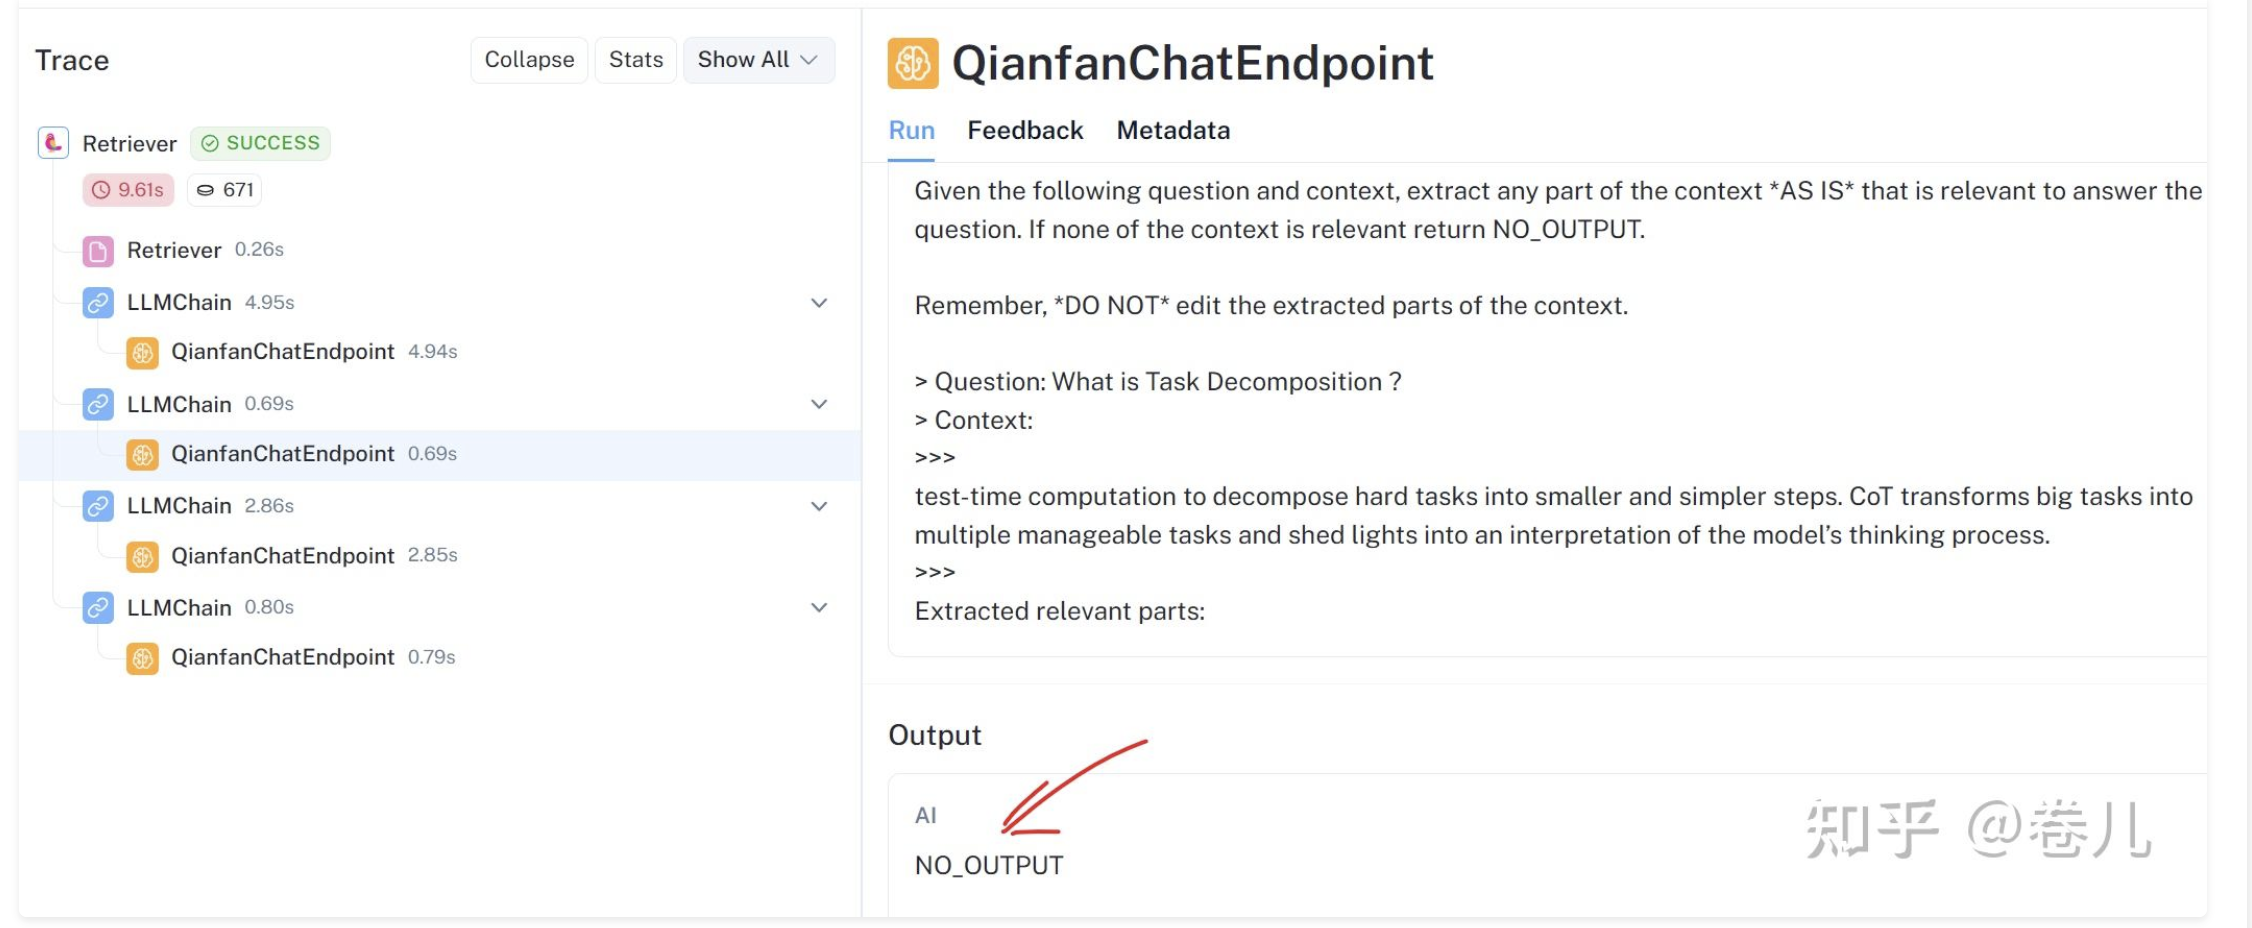 Trace
Collapse
Stats
Show All
Retriever
SUCCESS
9.61s
671
Retriever 0.26s
LLMChain 4.95s
QianfanChatEndpoint 4.94s
LLMChain 0.69s
QianfanChatEndpoint 0.69s
LLMChain 2.86s
QianfanChatEndpoint 2.85s
LLMChain 0.80s
QianfanChatEndpoint 0.79s
QianfanChatEndpoint
Run
Feedback
Metadata
Given the following question and context, extract any part of the context *AS IS* that is relevant to answer the
question. If none of the context is relevant return NO_OUTPUT.
Remember, *DO NOT* edit the extracted parts of the context.
> Question: What is Task Decomposition ?
> Context:
>>>
test-time computation to decompose hard tasks into smaller and simpler steps. CoT transforms big tasks into
multiple manageable tasks and shed lights into an interpretation of the model’s thinking process.
>>>
Extracted relevant parts:
Output
AI
NO_OUTPUT
知乎 @卷儿